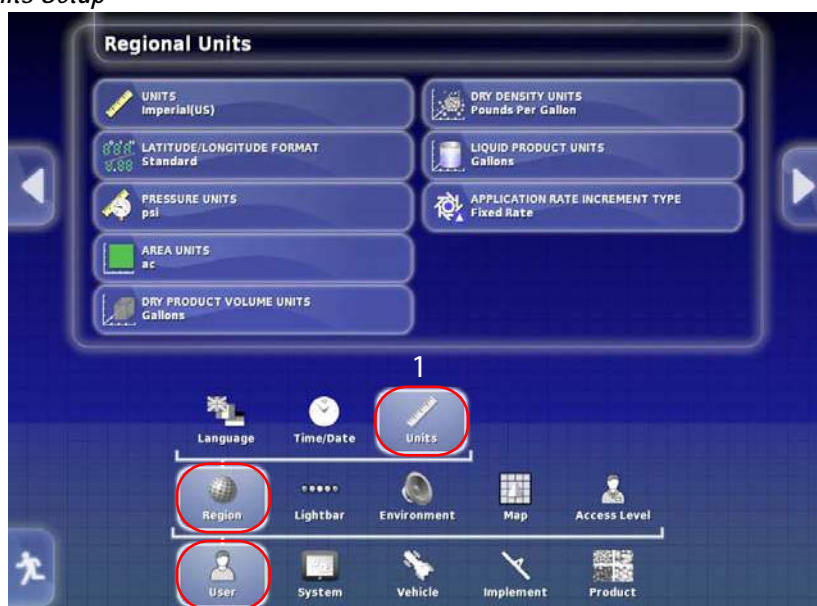 Setup
Regional Units
UNITS
Imperial(US)
LATITUDE/LONGITUDE FORMAT
Standard
PRESSURE UNITS
psi
AREA UNITS
ac
DRY PRODUCT VOLUME UNITS
Gallons
DRY DENSITY UNITS
Pounds Per Gallon
LIQUID PRODUCT UNITS
Gallons
APPLICATION RATE INCREMENT TYPE
Fixed Rate
1
Language Time/Date Units
Region Lightbar Environment Map Access Level
User System Vehicle Implement Product